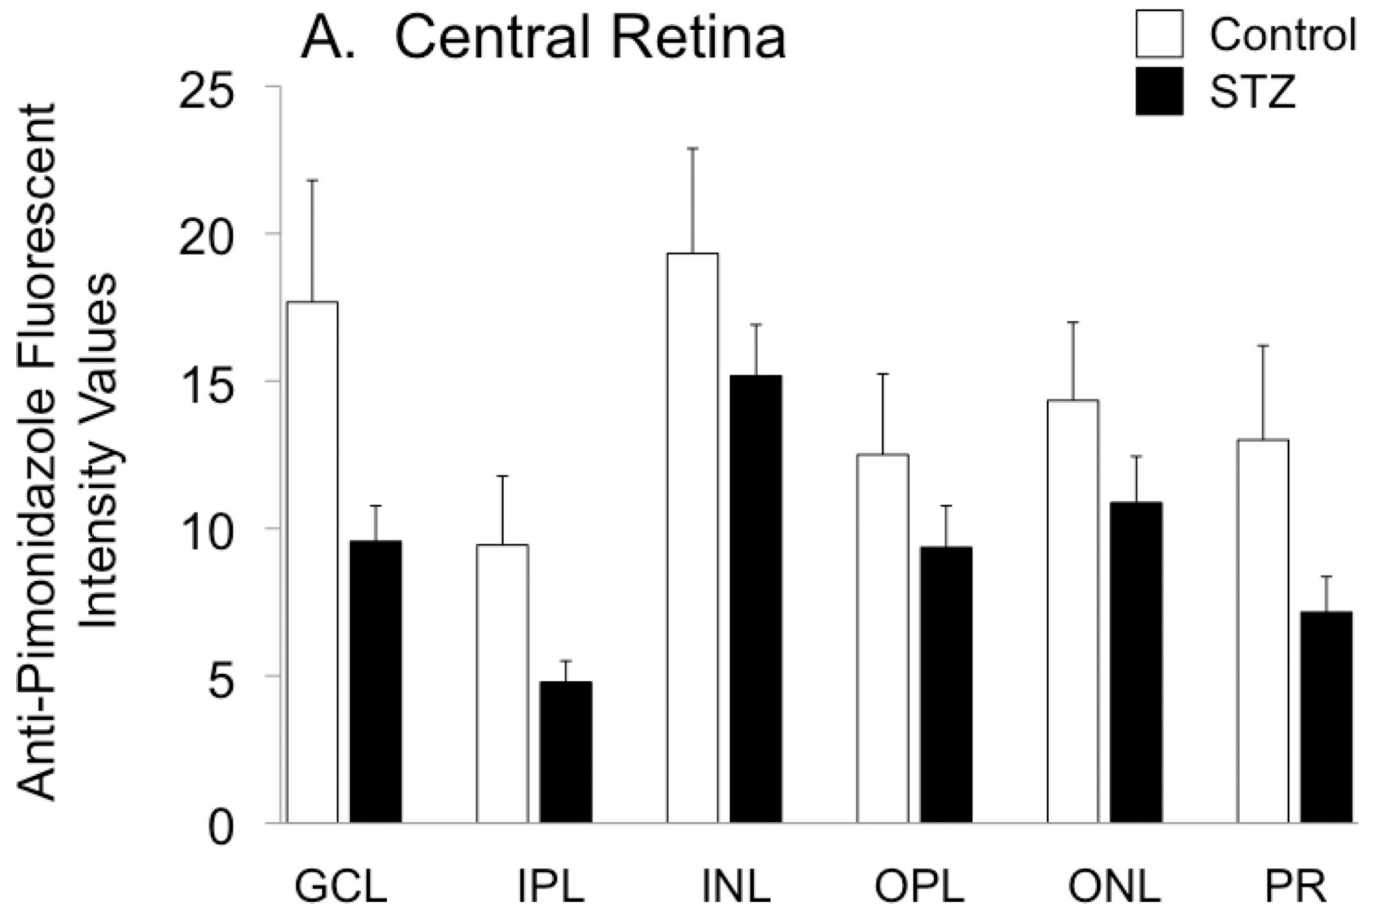 A. Central Retina
Control
STZ
Anti-Pimonidazole Fluorescent
Intensity Values
25
20
15
10
5
0
GCL IPL INL OPL ONL PR